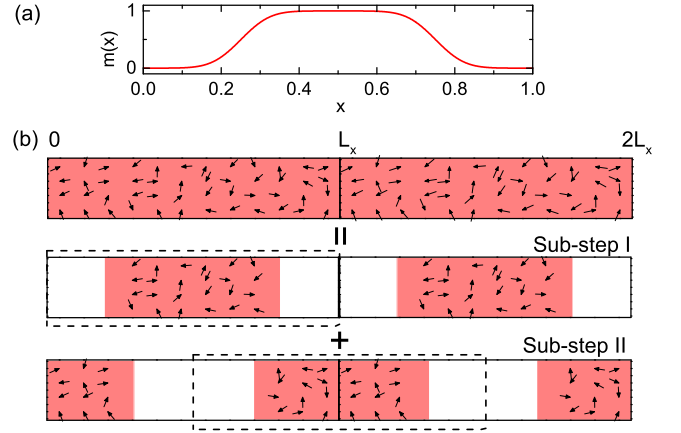 (a)
m(x)
1
0
0.0 0.2 0.4 0.6 0.8 1.0
x
(b) 0 Lₓ 2Lₓ
=
Sub-step I
+
Sub-step II